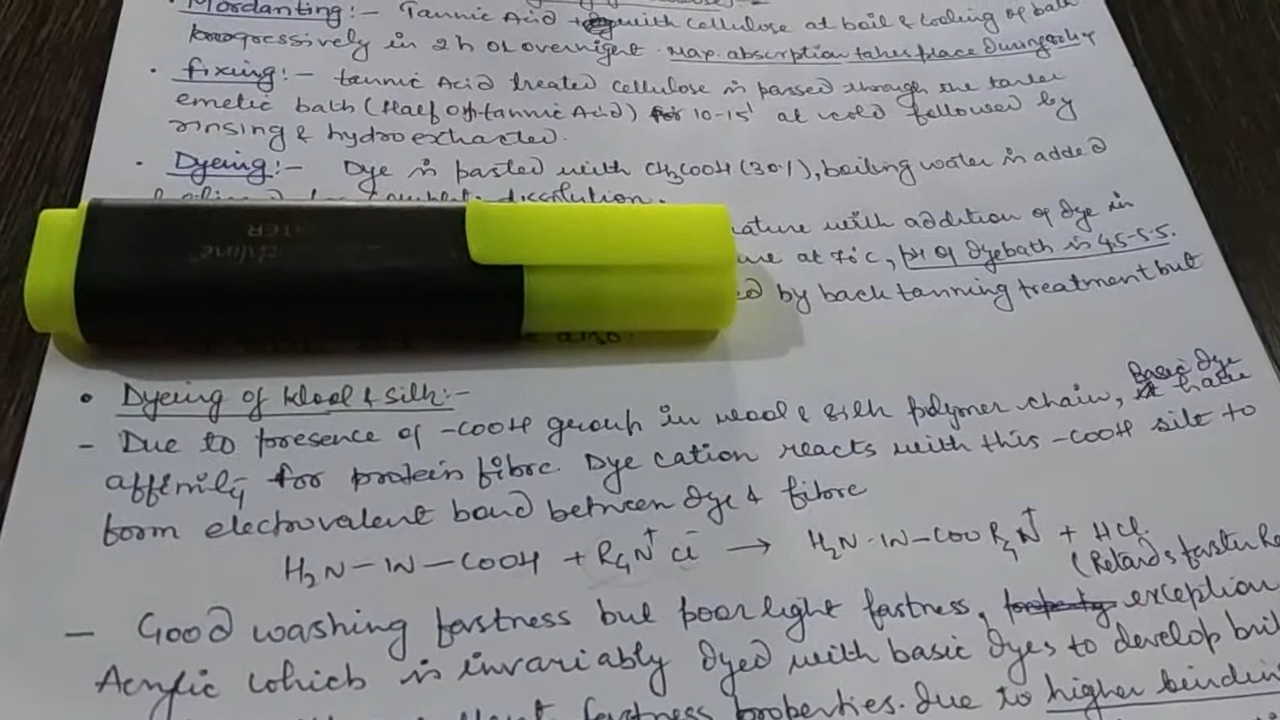 Mordanting:- Tannic Acid with cellulose at boil & cooling of bath
progressively in 2h or overnight. Max. absorption takes place during
• fixing:- tannic Acid treated cellulose is passed through the tartar
emetic bath (Half of tannic Acid) for 10-15' at cold followed by
rinsing & hydroextracted.
• Dyeing:- Dye is pasted with CH3COOH (30%), boiling water is added
dissolution.
with addition of dye in
at 70°C, pH of dyebath is 4.5-5.5.
by back tanning treatment but
also.
• Dyeing of Wool & silk:-
- Due to presence of -COOH group in wool & silk polymer chain, Basic dye have
affinity for protein fibre. Dye cation reacts with this -COOH site to
form electrovalent bond between dye & fibre
H2N-W-COOH + R4N+ Cl- → H2N-W-COO R4N+ + HCl.
(Retards faster
- Good washing fastness but poor light fastness, exception
Acrylic which is invariably dyed with basic dyes to develop
fastness properties. due to higher